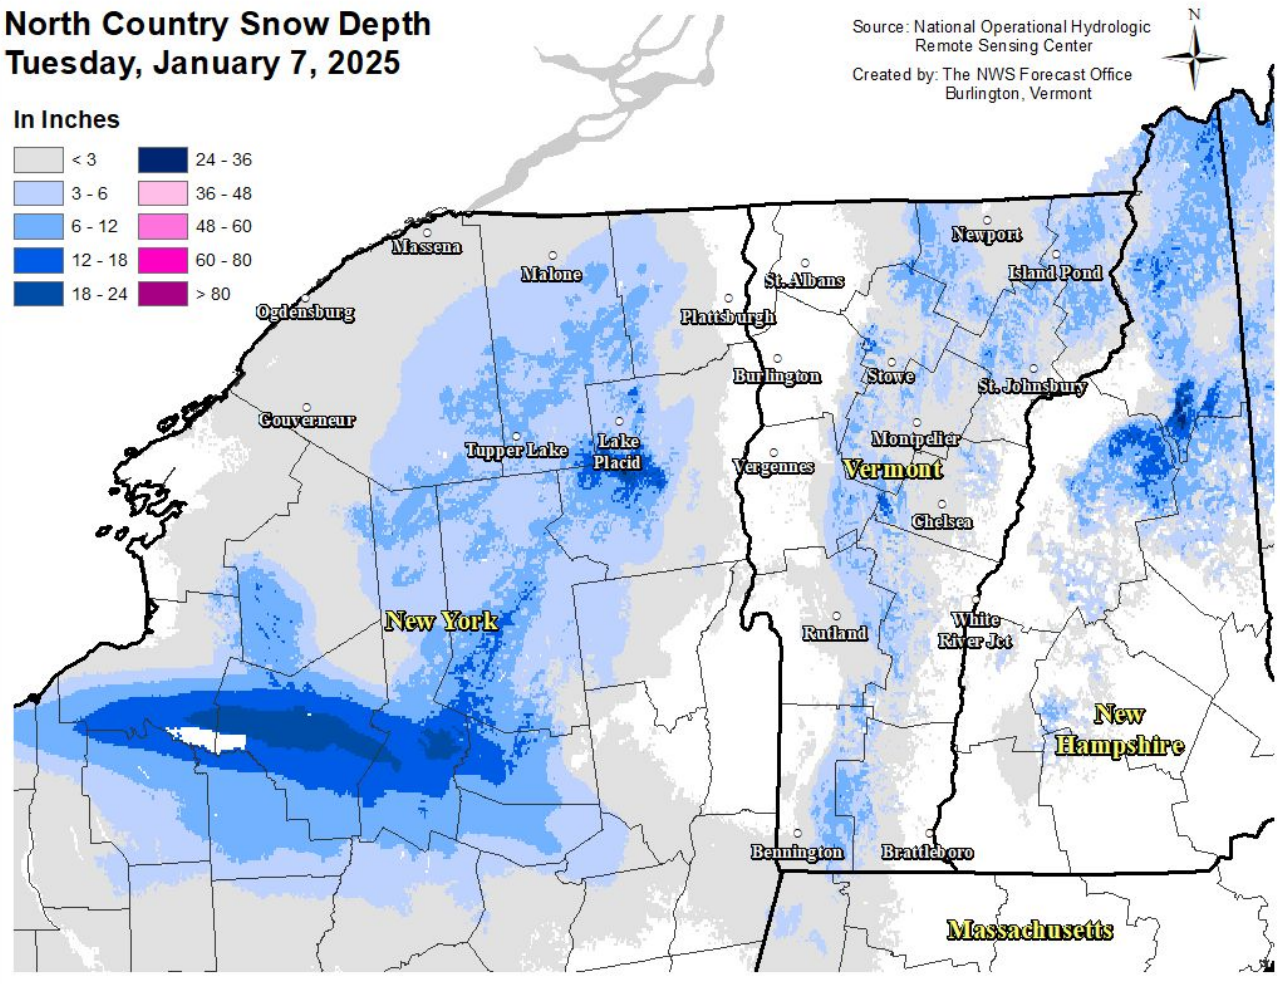 North Country Snow Depth
Tuesday, January 7, 2025
Source: National Operational Hydrologic
Remote Sensing Center
Created by: The NWS Forecast Office
Burlington, Vermont
N
In Inches
< 3
24 - 36
3 - 6
36 - 48
6 - 12
48 - 60
12 - 18
60 - 80
18 - 24
> 80
Massena
Malone
Newport
Island Pond
St. Albans
Ogdensburg
Plattsburgh
Burlington
Stowe
St. Johnsbury
Gouverneur
Tupper Lake
Lake
Placid
Montpelier
Vergennes
Vermont
Chelsea
New York
Rutland
White
River Jct
New
Hampshire
Bennington
Brattleboro
Massachusetts